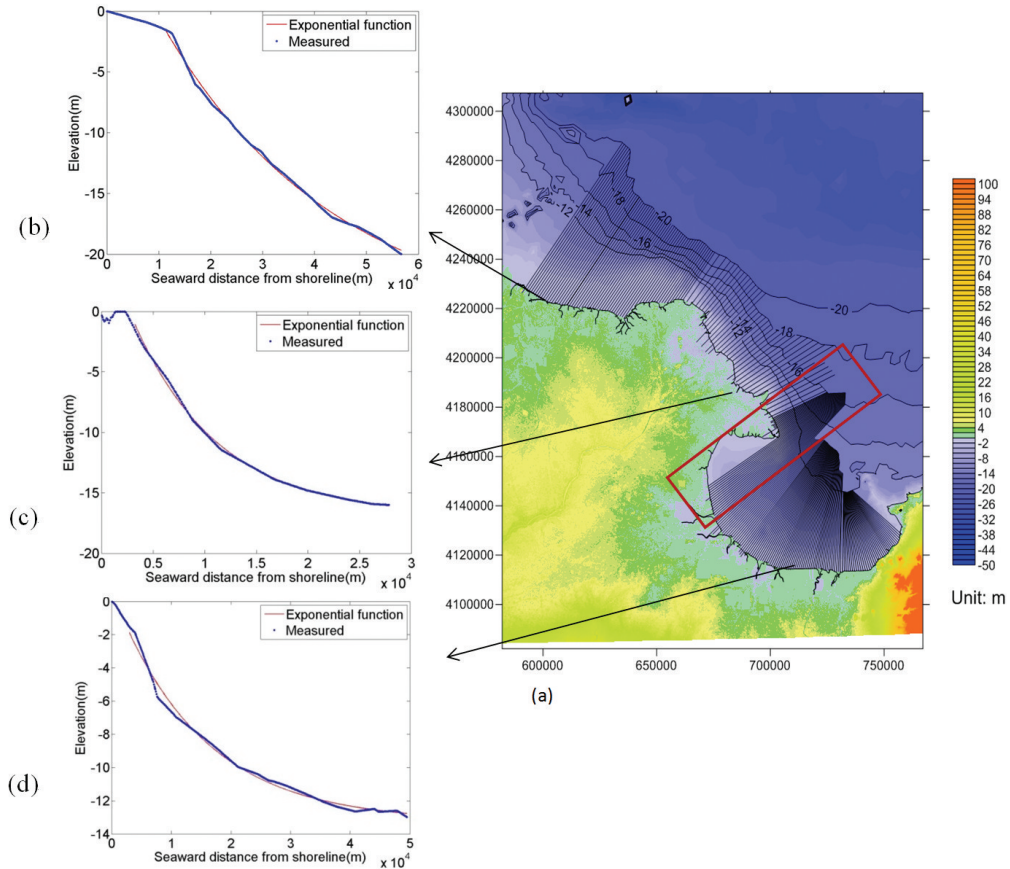 0
-5
-10
-15
-20
Elevation(m)
0 1 2 3 4 5 6
x 10⁴
Seaward distance from shoreline(m)
Exponential function
Measured
(b)
0
-5
-10
-15
-20
Elevation(m)
0 0.5 1 1.5 2 2.5 3
x 10⁴
Seaward distance from shoreline(m)
Exponential function
Measured
(c)
0
-2
-4
-6
-8
-10
-12
-14
Elevation(m)
0 1 2 3 4 5
x 10⁴
Seaward distance from shoreline(m)
Exponential function
Measured
(d)
4300000
4280000
4260000
4240000
4220000
4200000
4180000
4160000
4140000
4120000
4100000
600000 650000 700000 750000
-12
-14
-18
-16
-20
-20
-14
-12
-18
-16
(a)
100
94
88
82
76
70
64
58
52
46
40
34
28
22
16
10
4
-2
-8
-14
-20
-26
-32
-38
-44
-50
Unit: m